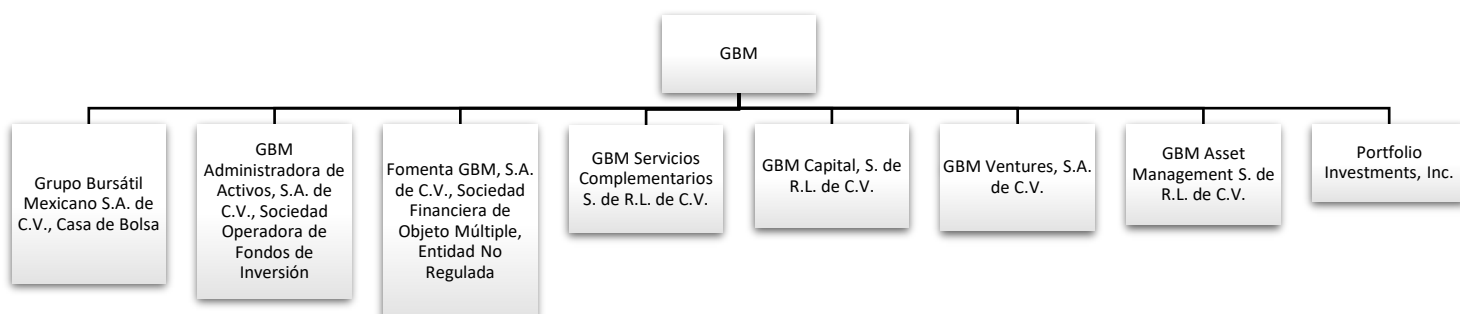 GBM
Grupo Bursátil
Mexicano S.A. de
C.V., Casa de Bolsa
GBM
Administradora de
Activos, S.A. de
C.V., Sociedad
Operadora de
Fondos de
Inversión
Fomenta GBM, S.A.
de C.V., Sociedad
Financiera de
Objeto Múltiple,
Entidad No
Regulada
GBM Servicios
Complementarios
S. de R.L. de C.V.
GBM Capital, S. de
R.L. de C.V.
GBM Ventures, S.A.
de C.V.
GBM Asset
Management S. de
R.L. de C.V.
Portfolio
Investments, Inc.